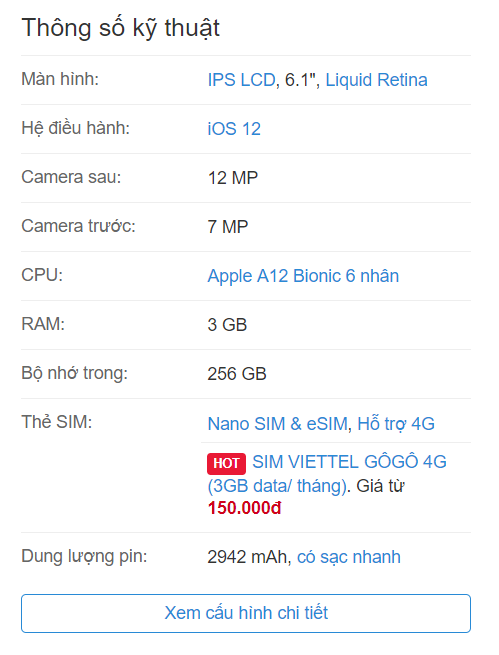 Thông số kỹ thuật
Màn hình: IPS LCD, 6.1", Liquid Retina
Hệ điều hành: iOS 12
Camera sau: 12 MP
Camera trước: 7 MP
CPU: Apple A12 Bionic 6 nhân
RAM: 3 GB
Bộ nhớ trong: 256 GB
Thẻ SIM: Nano SIM & eSIM, Hỗ trợ 4G
HOT SIM VIETTEL GÔGÔ 4G
(3GB data/ tháng). Giá từ
150.000đ
Dung lượng pin: 2942 mAh, có sạc nhanh
Xem cấu hình chi tiết